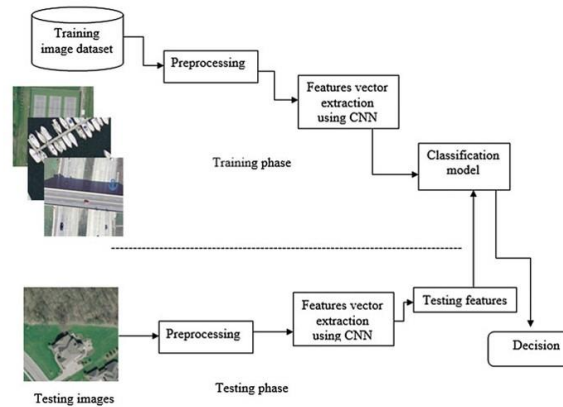 Training
image dataset
Preprocessing
Features vector
extraction
using CNN
Training phase
Classification
model
Features vector
extraction
using CNN
Testing features
Preprocessing
Decision
Testing phase
Testing images